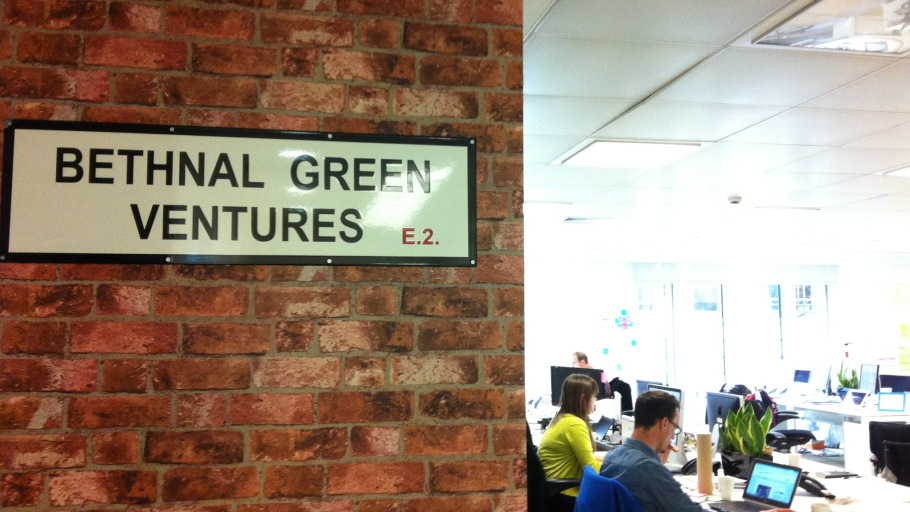 BETHNAL GREEN
VENTURES E.2.